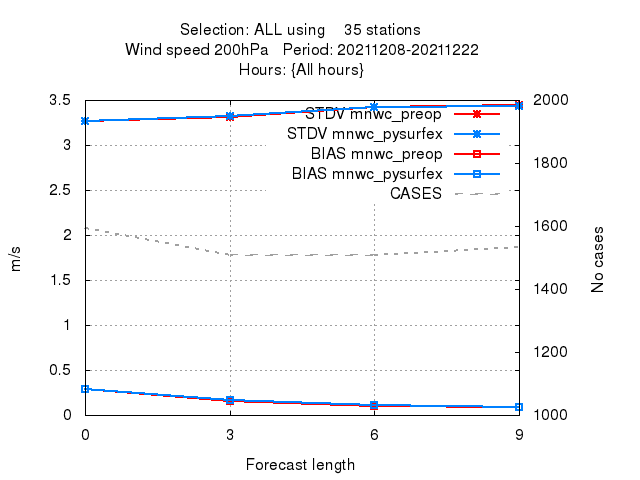 Selection: ALL using    35 stations
Wind speed 200hPa   Period: 20211208-20211222
Hours: {All hours}
3.5
3
2.5
2
1.5
1
0.5
0
2000
1800
1600
1400
1200
1000
STDV mnwc_preop
STDV mnwc_pysurfex
BIAS mnwc_preop
BIAS mnwc_pysurfex
CASES
m/s
No cases
0 3 6 9
Forecast length